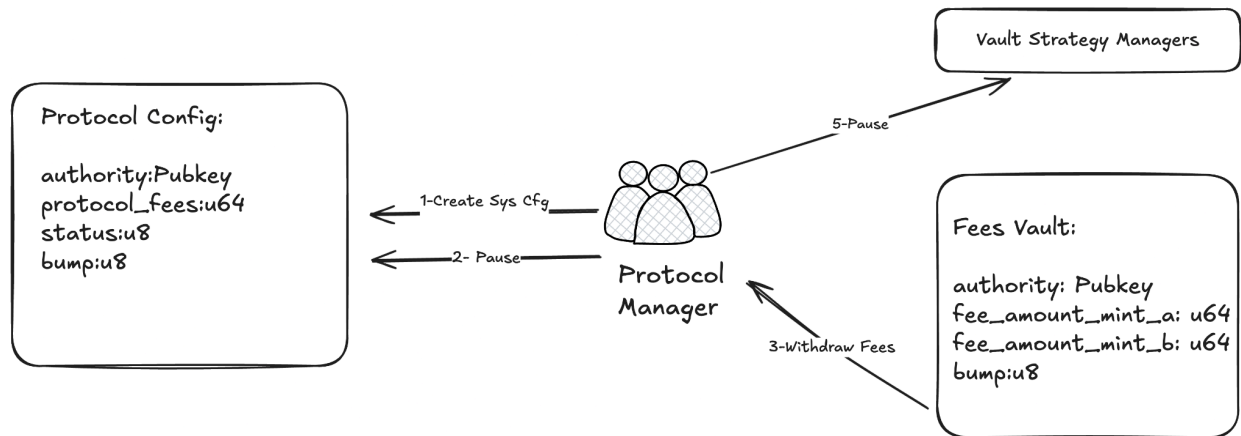 Vault Strategy Managers
Protocol Config:
authority:Pubkey
protocol_fees:u64
status:u8
bump:u8
5-Pause
1-Create Sys Cfg
2- Pause
Protocol
Manager
3-Withdraw Fees
Fees Vault:
authority: Pubkey
fee_amount_mint_a: u64
fee_amount_mint_b: u64
bump:u8